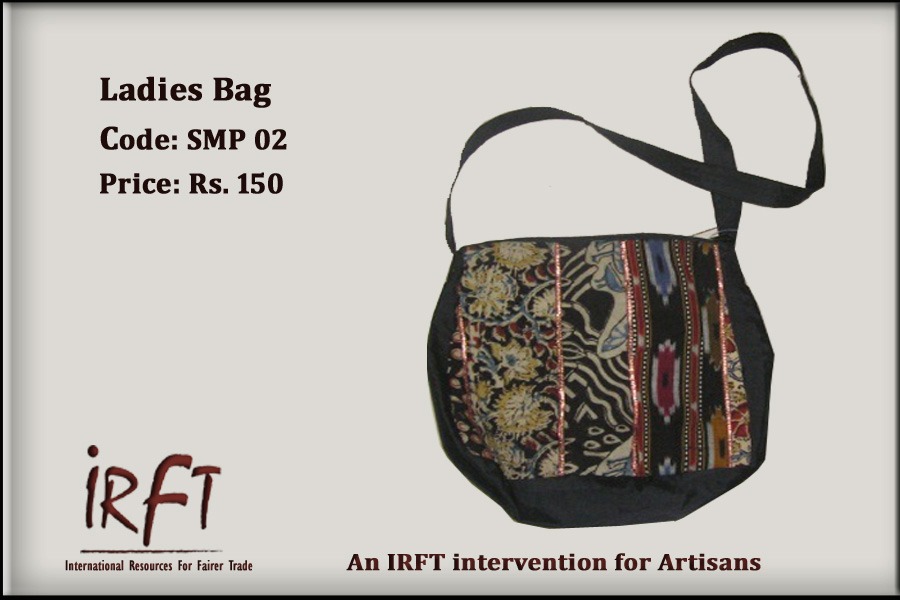 Ladies Bag
Code: SMP 02
Price: Rs. 150
iRFT
International Resources For Fairer Trade
An IRFT intervention for Artisans